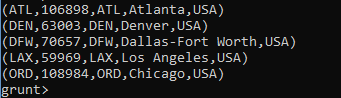 (ATL,106898,ATL,Atlanta,USA)
(DEN,63003,DEN,Denver,USA)
(DFW,70657,DFW,Dallas-Fort Worth,USA)
(LAX,59969,LAX,Los Angeles,USA)
(ORD,108984,ORD,Chicago,USA)
grunt>